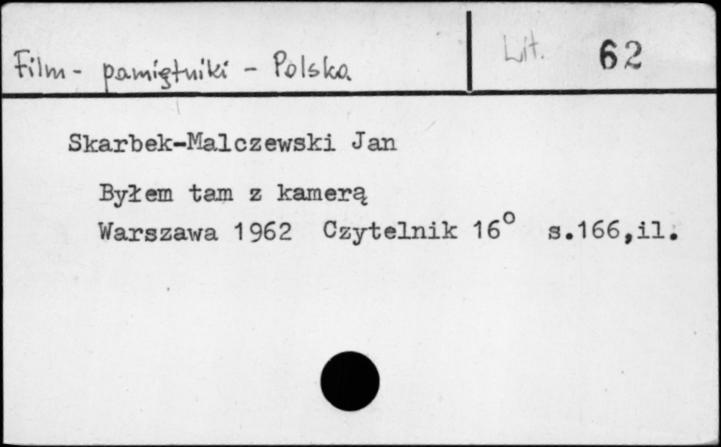 Film - pamiętniki - Polska
Lit. 62
Skarbek-Malczewski Jan
Byłem tam z kamerą
Warszawa 1962 Czytelnik 16° s.166,il.